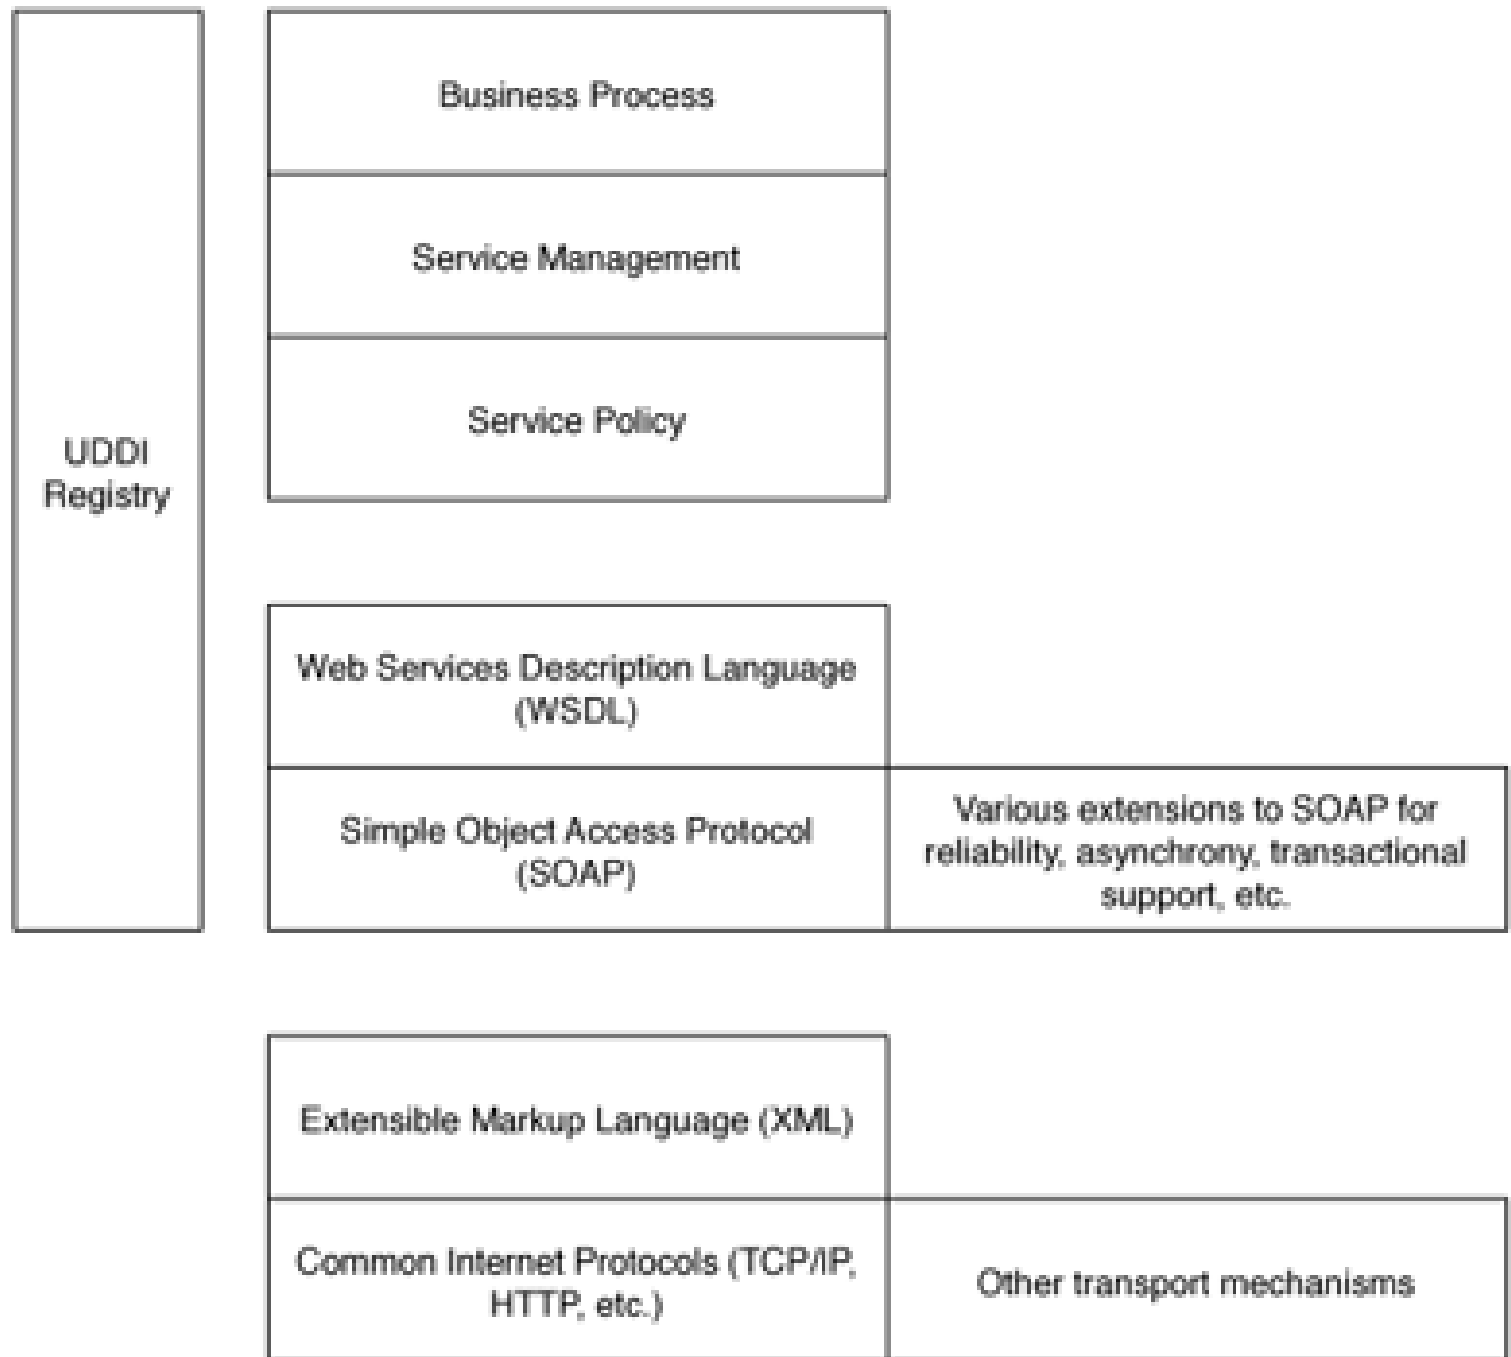 Business Process
Service Management
Service Policy
UDDI
Registry
Web Services Description Language
(WSDL)
Simple Object Access Protocol
(SOAP)
Various extensions to SOAP for
reliability, asynchrony, transactional
support, etc.
Extensible Markup Language (XML)
Common Internet Protocols (TCP/IP,
HTTP, etc.)
Other transport mechanisms